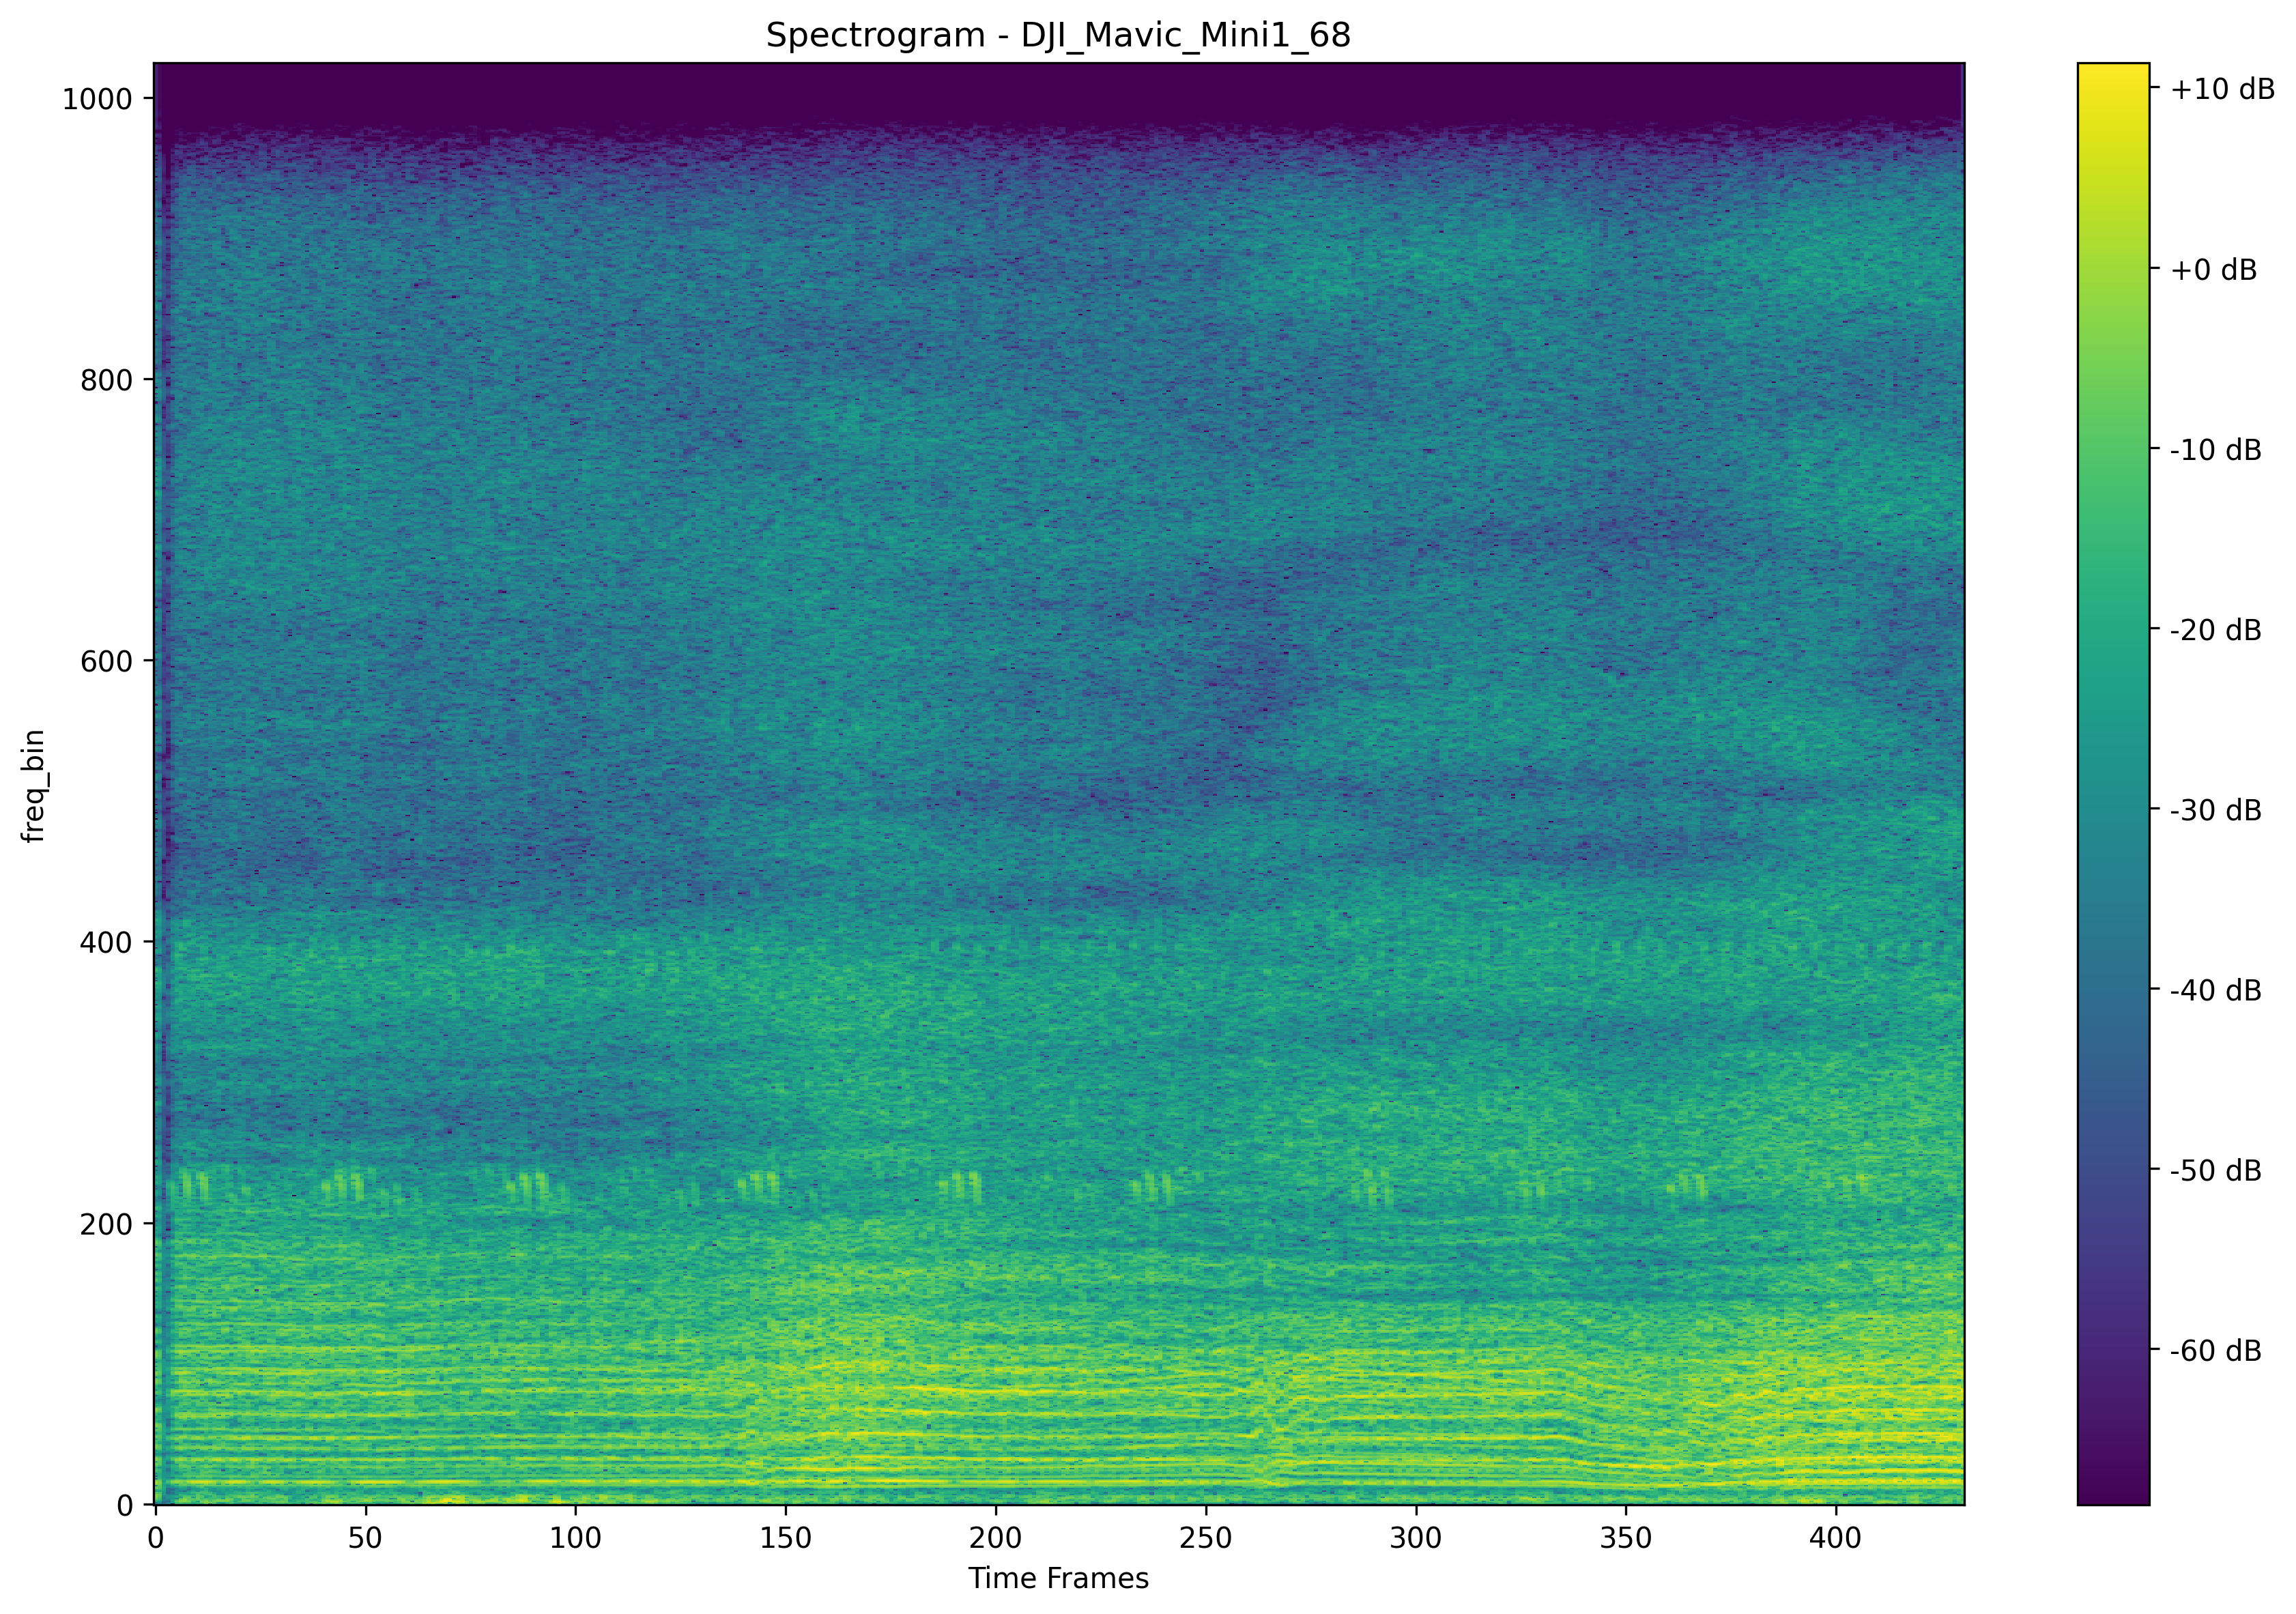 Spectrogram - DJI_Mavic_Mini1_68
1000
800
600
400
200
0
freq_bin
0 50 100 150 200 250 300 350 400
Time Frames
+10 dB
+0 dB
-10 dB
-20 dB
-30 dB
-40 dB
-50 dB
-60 dB